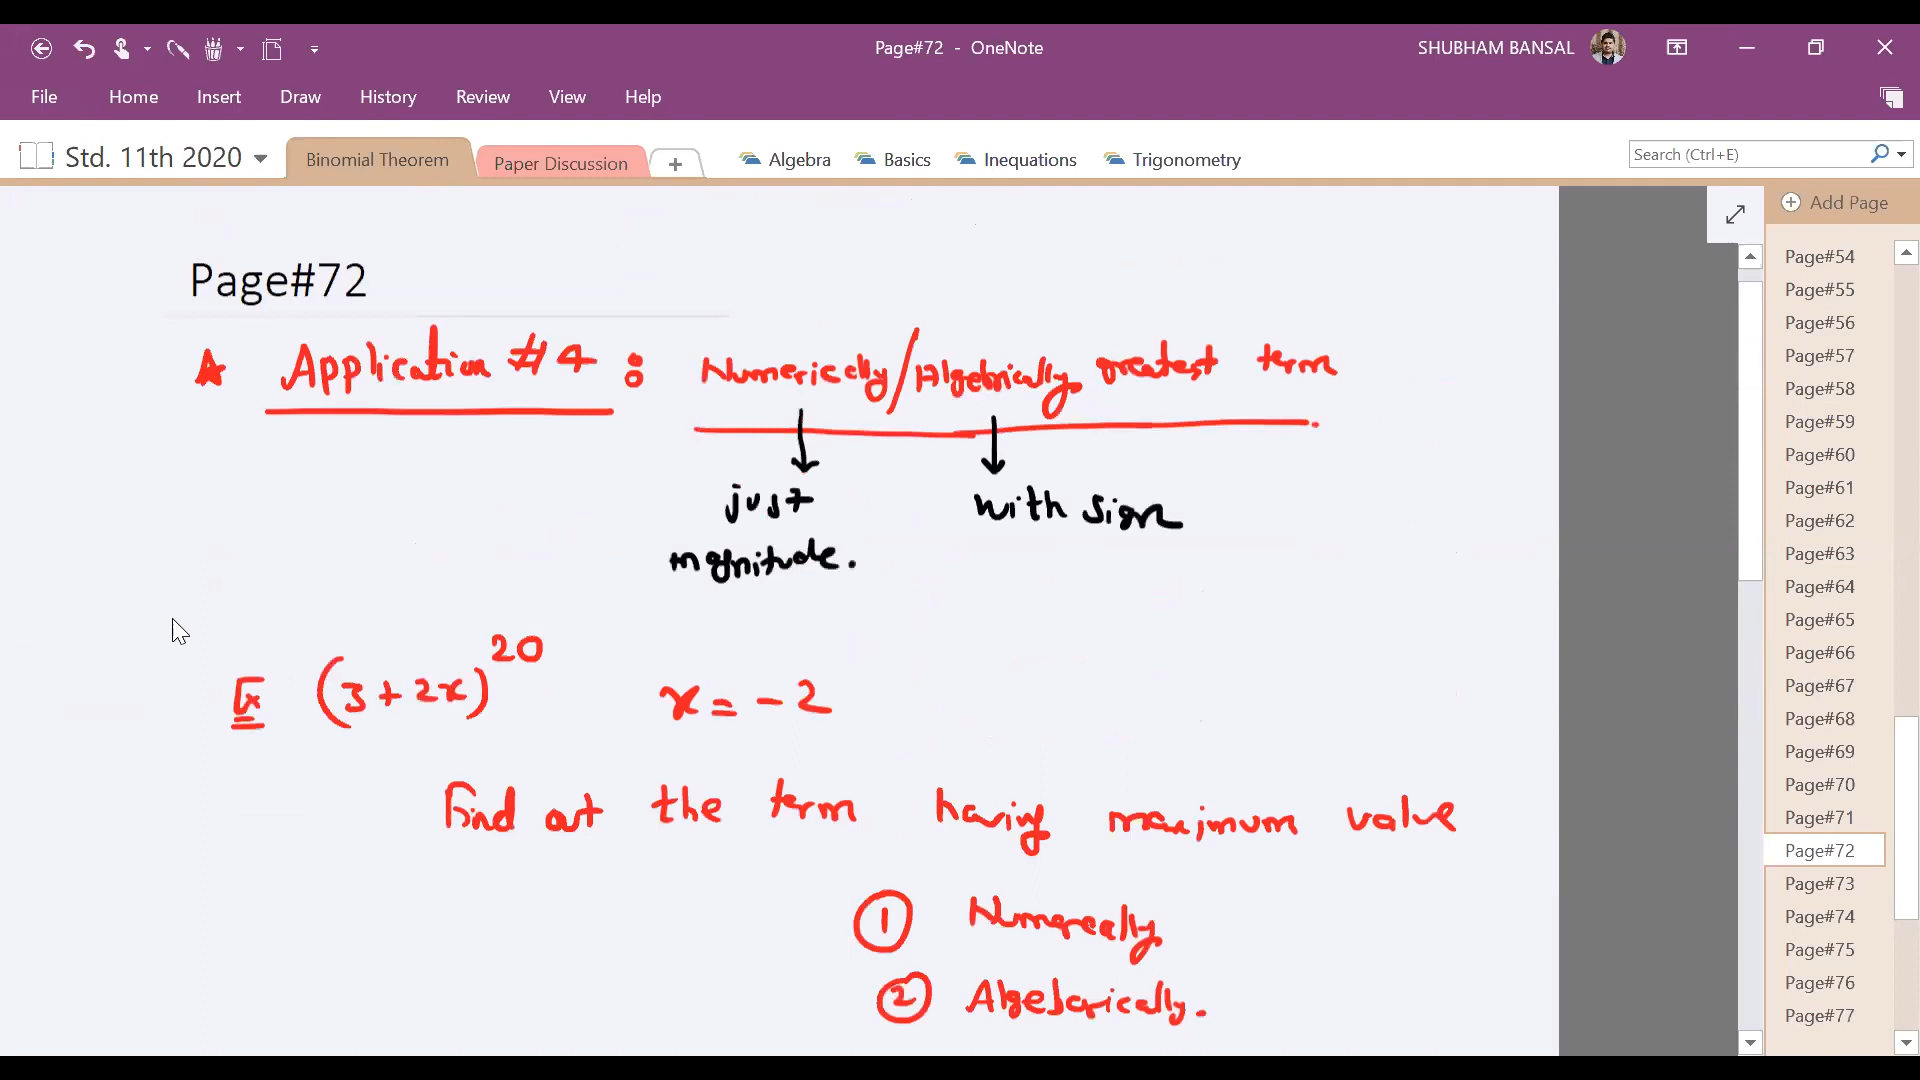 Page#72 - OneNote
SHUBHAM BANSAL
File Home Insert Draw History Review View Help
Std. 11th 2020
Binomial Theorem
Paper Discussion
+
Algebra
Basics
Inequations
Trigonometry
Search (Ctrl+E)
Add Page
Page#72
Application #4 : Numerically/Algebrically greatest term
just
magnitude.
with sign
Ex (3+2x)^20 x = -2
Find out the term having maximum value
① Numerically
② Algebrically.
Page#54
Page#55
Page#56
Page#57
Page#58
Page#59
Page#60
Page#61
Page#62
Page#63
Page#64
Page#65
Page#66
Page#67
Page#68
Page#69
Page#70
Page#71
Page#72
Page#73
Page#74
Page#75
Page#76
Page#77